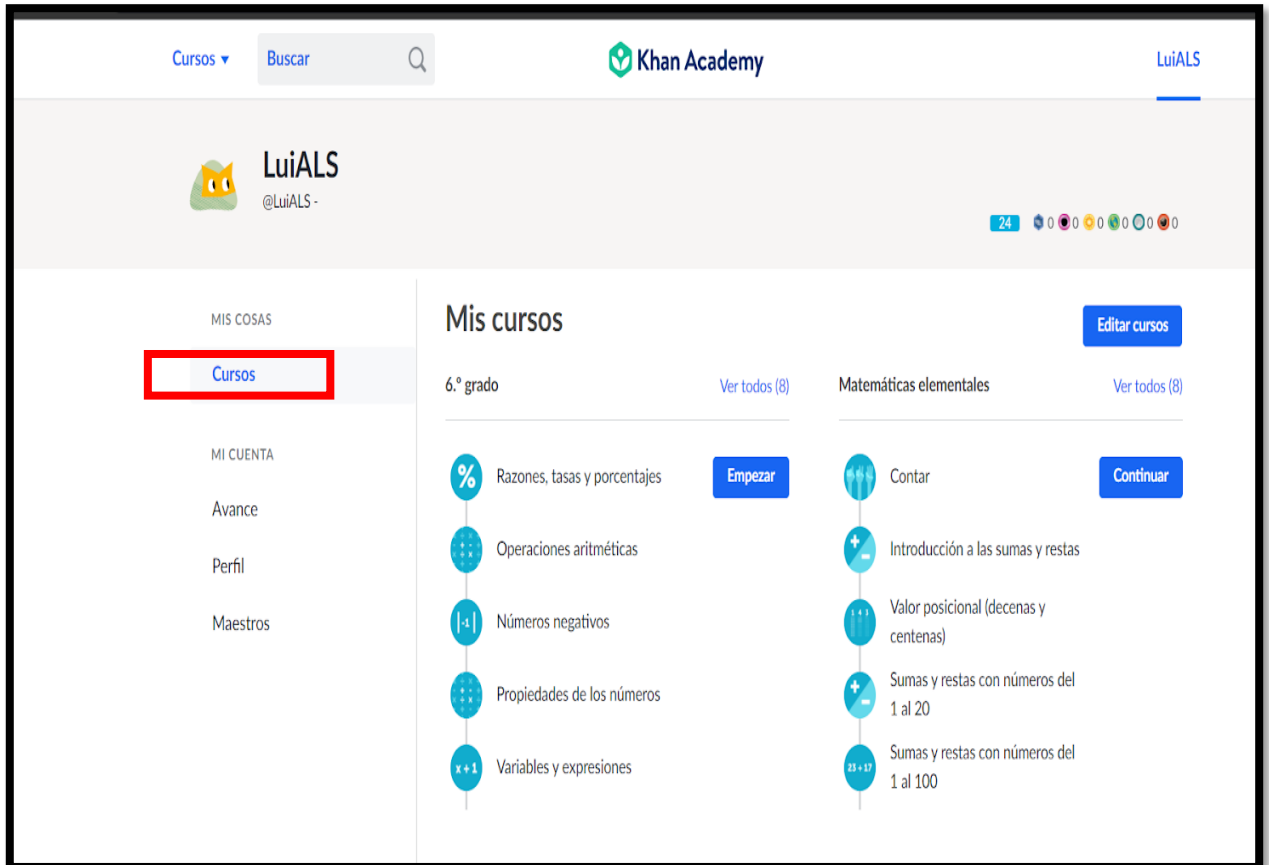 Cursos
Buscar
Khan Academy
LuiALS
LuiALS
@LuiALS -
24 0 0 0 0 0 0
MIS COSAS
Cursos
MI CUENTA
Avance
Perfil
Maestros
Mis cursos
Editar cursos
6.º grado
Ver todos (8)
% Razones, tasas y porcentajes
Empezar
Operaciones aritméticas
|-1| Números negativos
Propiedades de los números
x + 1 Variables y expresiones
Matemáticas elementales
Ver todos (8)
Contar
Continuar
+ - Introducción a las sumas y restas
1 4 3 Valor posicional (decenas y
centenas)
+ - Sumas y restas con números del
1 al 20
23 + 17 Sumas y restas con números del
1 al 100